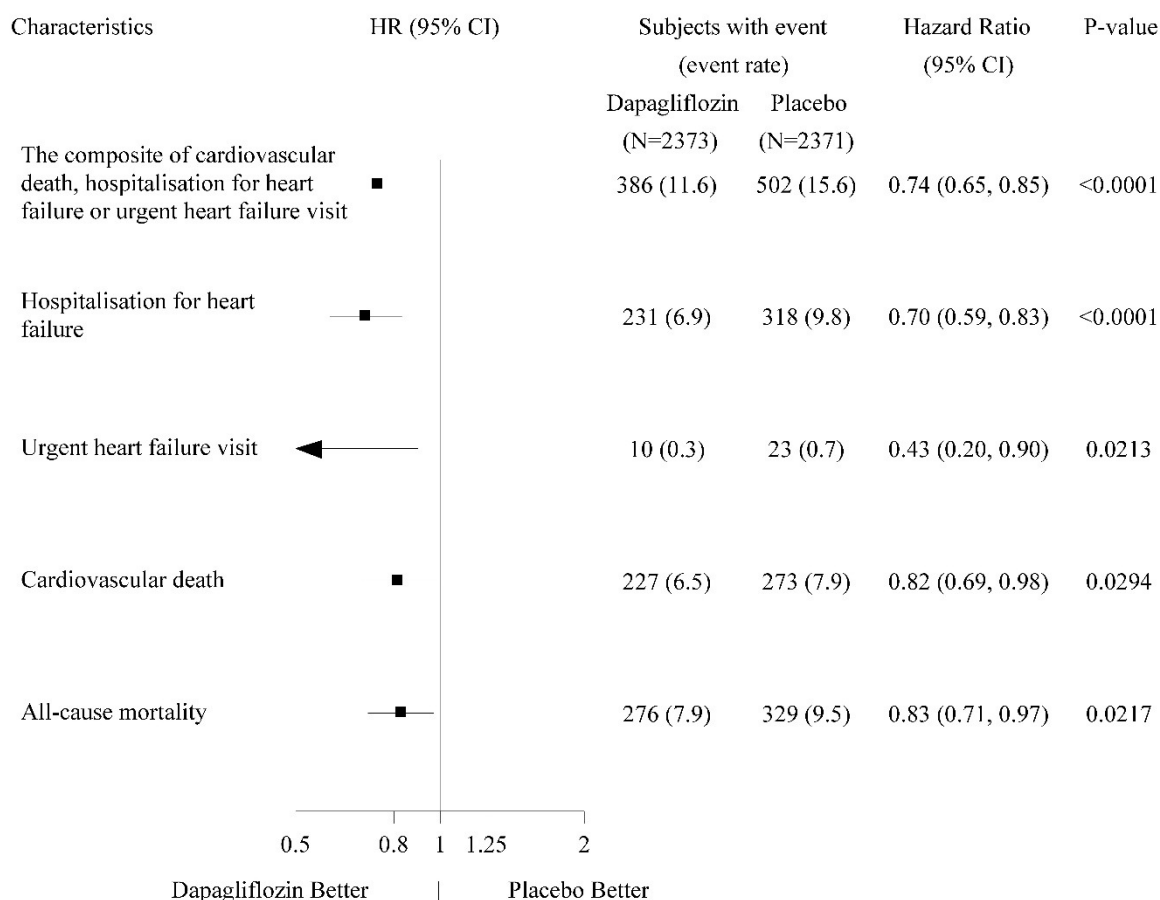 Characteristics
HR (95% CI)
Subjects with event
(event rate)
Hazard Ratio
(95% CI)
P-value
Dapagliflozin
(N=2373)
Placebo
(N=2371)
The composite of cardiovascular
death, hospitalisation for heart
failure or urgent heart failure visit
386 (11.6) 502 (15.6) 0.74 (0.65, 0.85) <0.0001
Hospitalisation for heart
failure
231 (6.9) 318 (9.8) 0.70 (0.59, 0.83) <0.0001
Urgent heart failure visit 10 (0.3) 23 (0.7) 0.43 (0.20, 0.90) 0.0213
Cardiovascular death 227 (6.5) 273 (7.9) 0.82 (0.69, 0.98) 0.0294
All-cause mortality 276 (7.9) 329 (9.5) 0.83 (0.71, 0.97) 0.0217
0.5 0.8 1 1.25 2
Dapagliflozin Better | Placebo Better